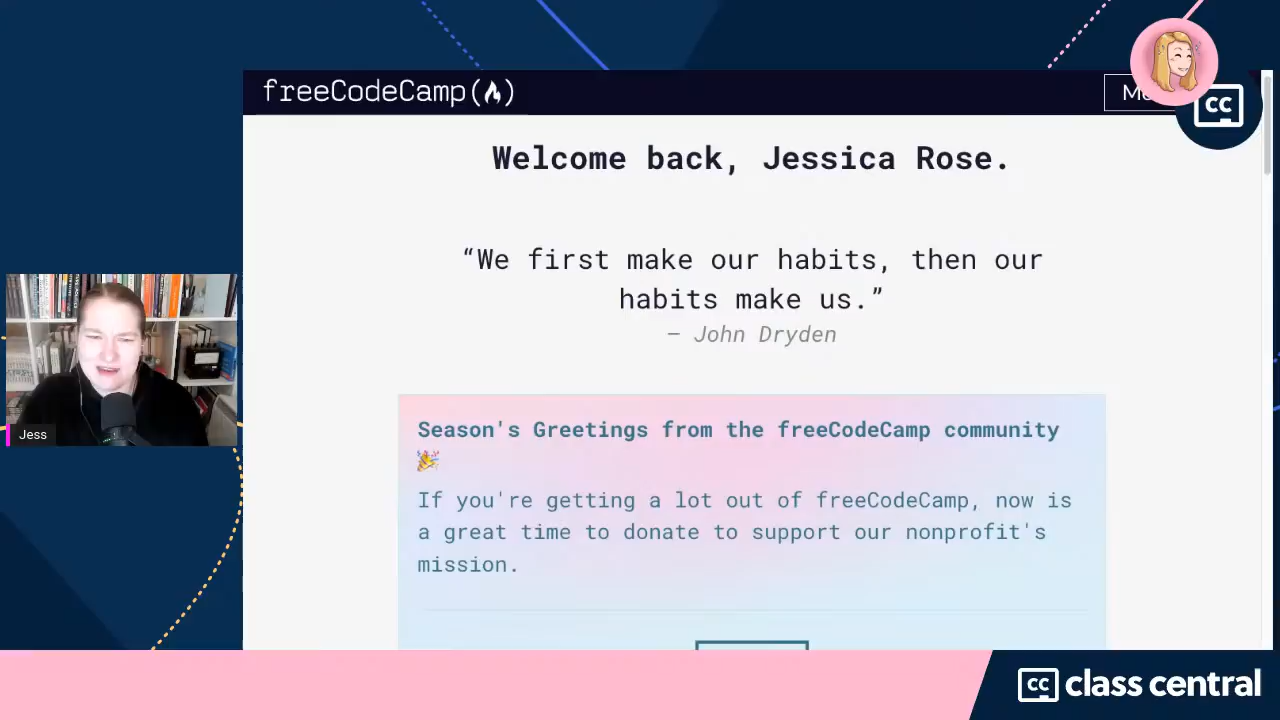 freeCodeCamp(🔥)
Welcome back, Jessica Rose.
“We first make our habits, then our
habits make us.”
— John Dryden
Season's Greetings from the freeCodeCamp community
🎉
If you're getting a lot out of freeCodeCamp, now is
a great time to donate to support our nonprofit's
mission.
Jess
cc
cc class central